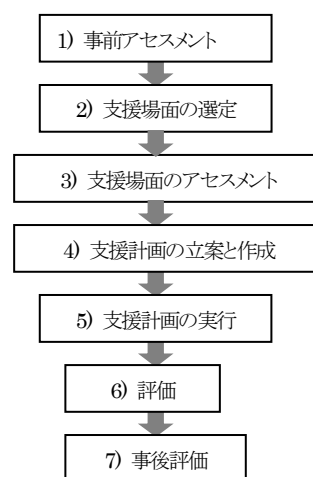 1) 事前アセスメント
2) 支援場面の選定
3) 支援場面のアセスメント
4) 支援計画の立案と作成
5) 支援計画の実行
6) 評価
7) 事後評価